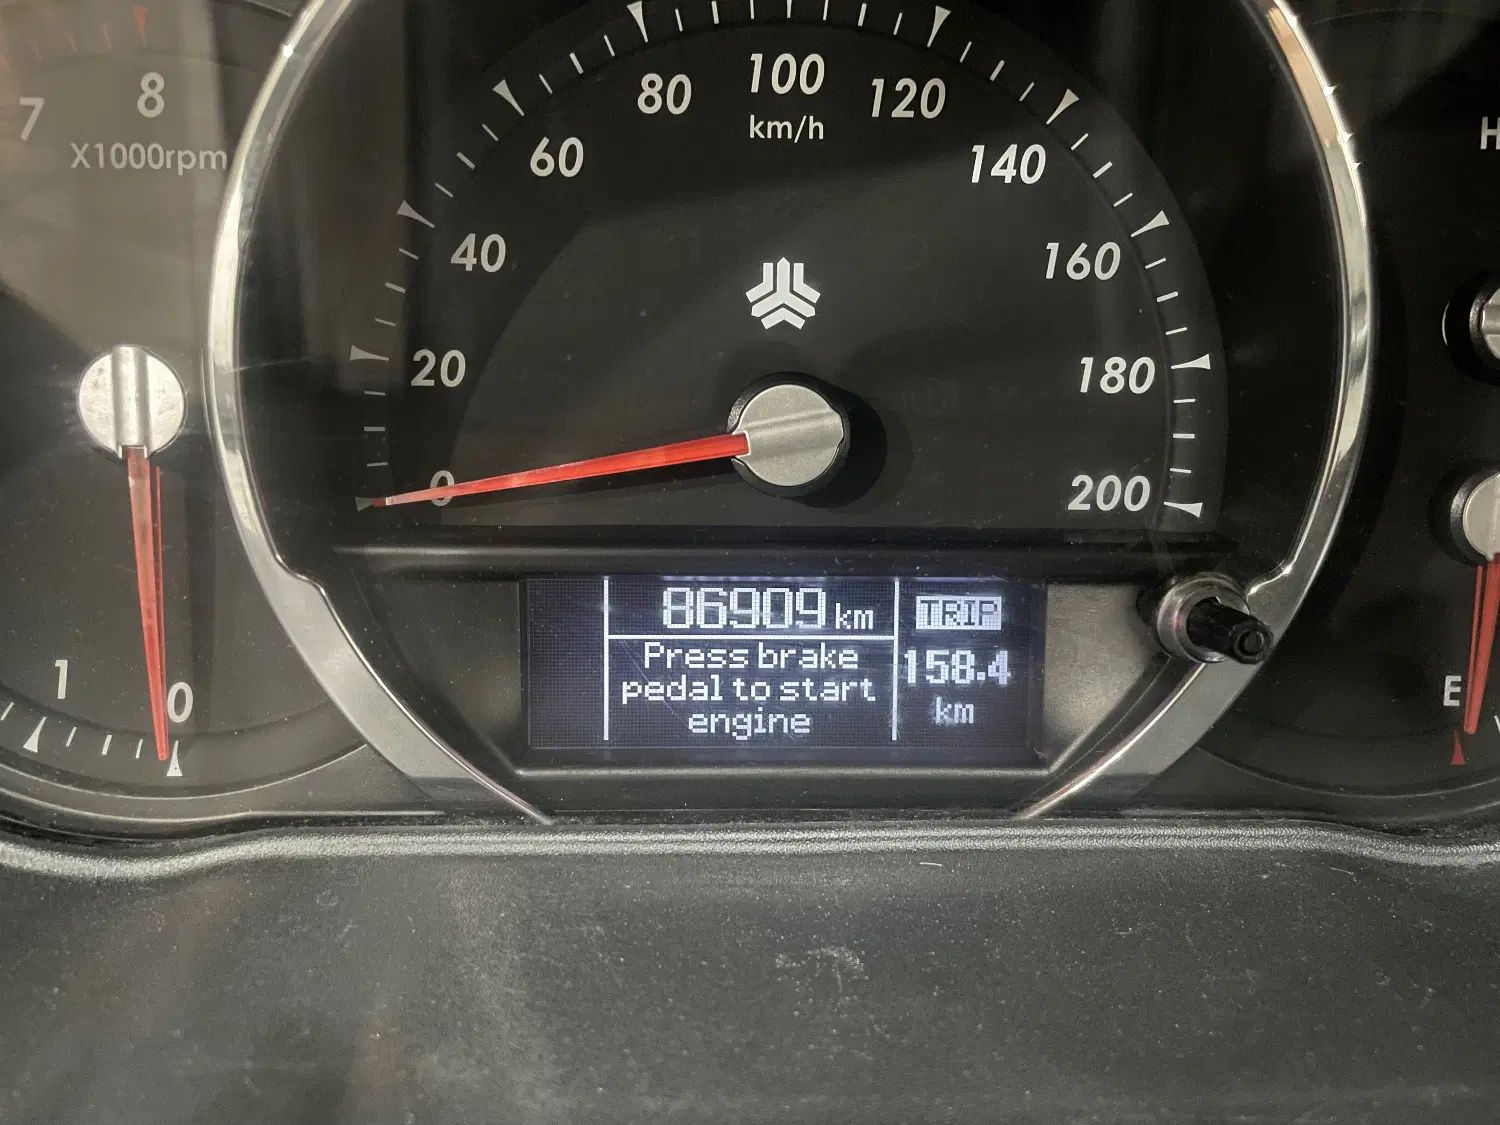 7
8
X1000rpm
1
0
0
20
40
60
80
100
km/h
120
140
160
180
200
86909 km
Press brake
pedal to start
engine
TRIP
158.4
km
H
E